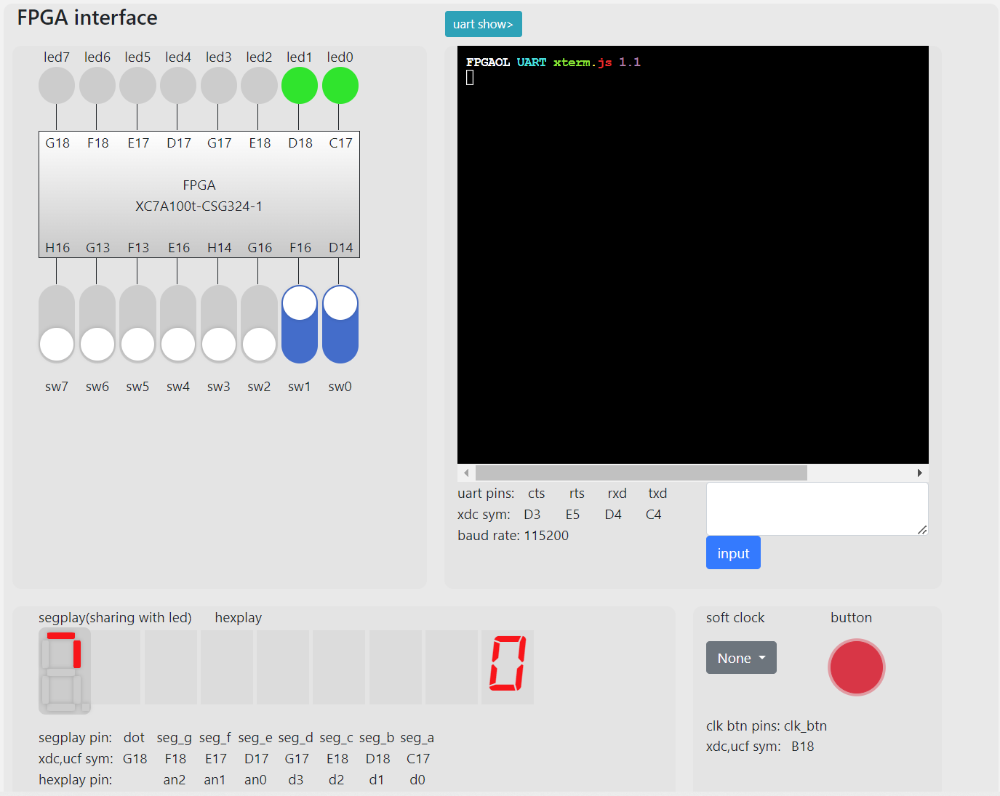 FPGA interface
uart show>
led7 led6 led5 led4 led3 led2 led1 led0
G18 F18 E17 D17 G17 E18 D18 C17
FPGA
XC7A100t-CSG324-1
H16 G13 F13 E16 H14 G16 F16 D14
sw7 sw6 sw5 sw4 sw3 sw2 sw1 sw0
FPGAOL UART xterm.js 1.1
uart pins: cts rts rxd txd
xdc sym: D3 E5 D4 C4
baud rate: 115200
input
segplay(sharing with led) hexplay
0
segplay pin: dot seg_g seg_f seg_e seg_d seg_c seg_b seg_a
xdc,ucf sym: G18 F18 E17 D17 G17 E18 D18 C17
hexplay pin: an2 an1 an0 d3 d2 d1 d0
soft clock button
None
clk btn pins: clk_btn
xdc,ucf sym: B18